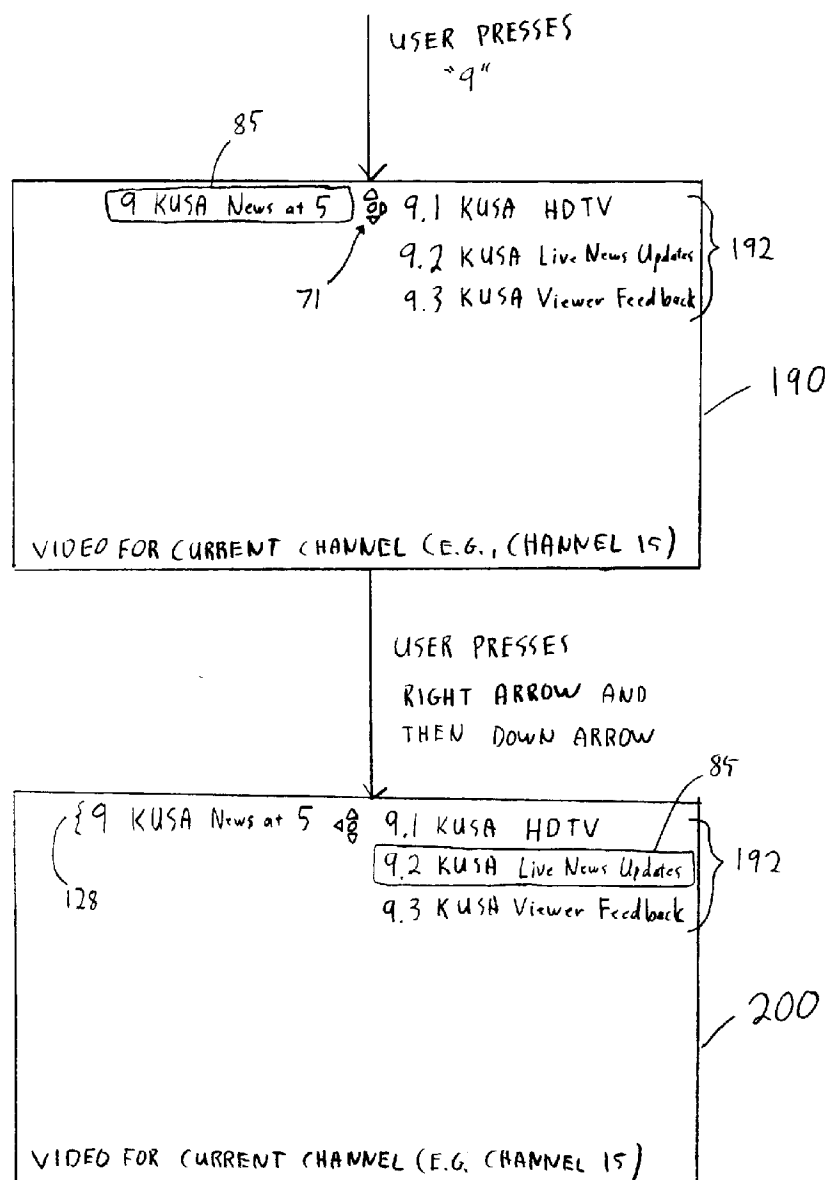 USER PRESSES
"9"
85
9 KUSA News at 5
9.1 KUSA HDTV
9.2 KUSA Live News Updates
192
71
9.3 KUSA Viewer Feedback
190
VIDEO FOR CURRENT CHANNEL (E.G., CHANNEL 15)
USER PRESSES
RIGHT ARROW AND
THEN DOWN ARROW
85
{9 KUSA News at 5
9.1 KUSA HDTV
9.2 KUSA Live News Updates
192
128
9.3 KUSA Viewer Feedback
200
VIDEO FOR CURRENT CHANNEL (E.G. CHANNEL 15)